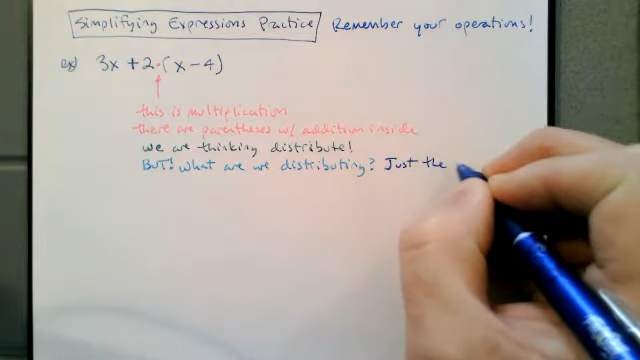 Simplifying Expressions Practice Remember your operations!
ex) 3x + 2 · (x - 4)
this is multiplication
there are parentheses w/ addition inside
we are thinking distribute!
BUT! What are we distributing? Just the